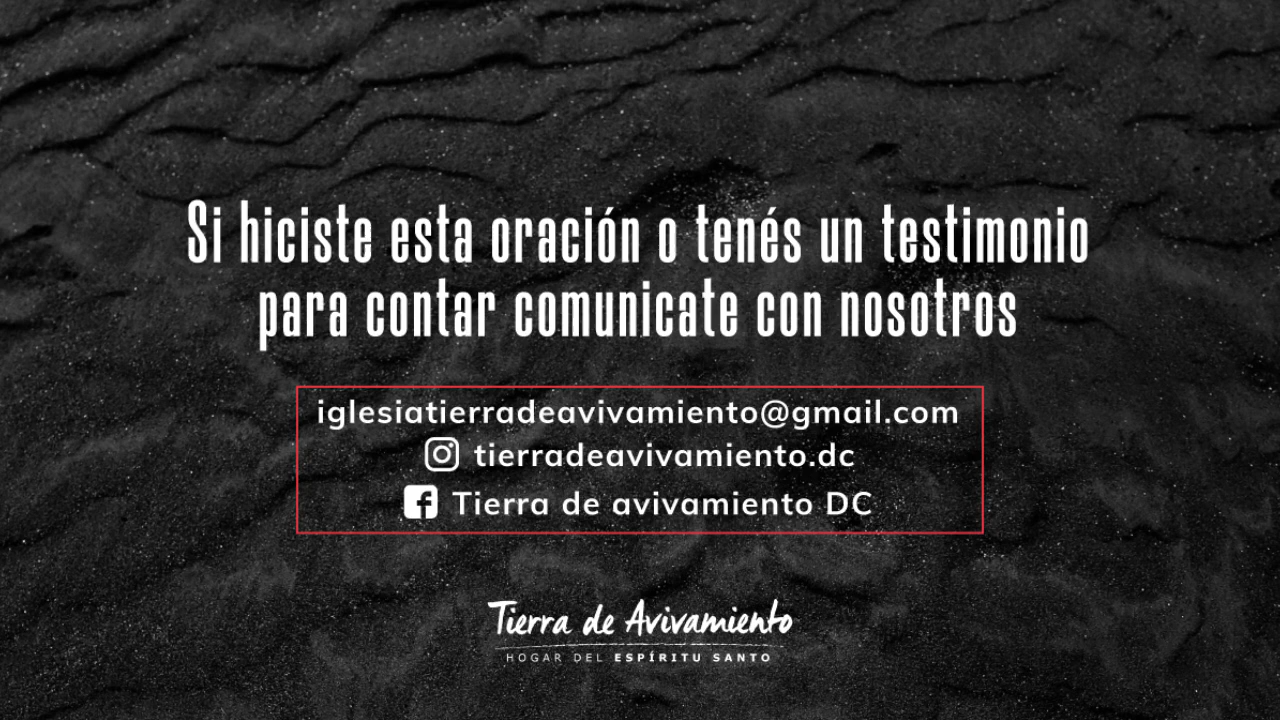 Si hiciste esta oración o tenés un testimonio
para contar comunicate con nosotros
iglesiatierradeavivamiento@gmail.com
tierradeavivamiento.dc
Tierra de avivamiento DC
Tierra de Avivamiento
HOGAR DEL ESPÍRITU SANTO